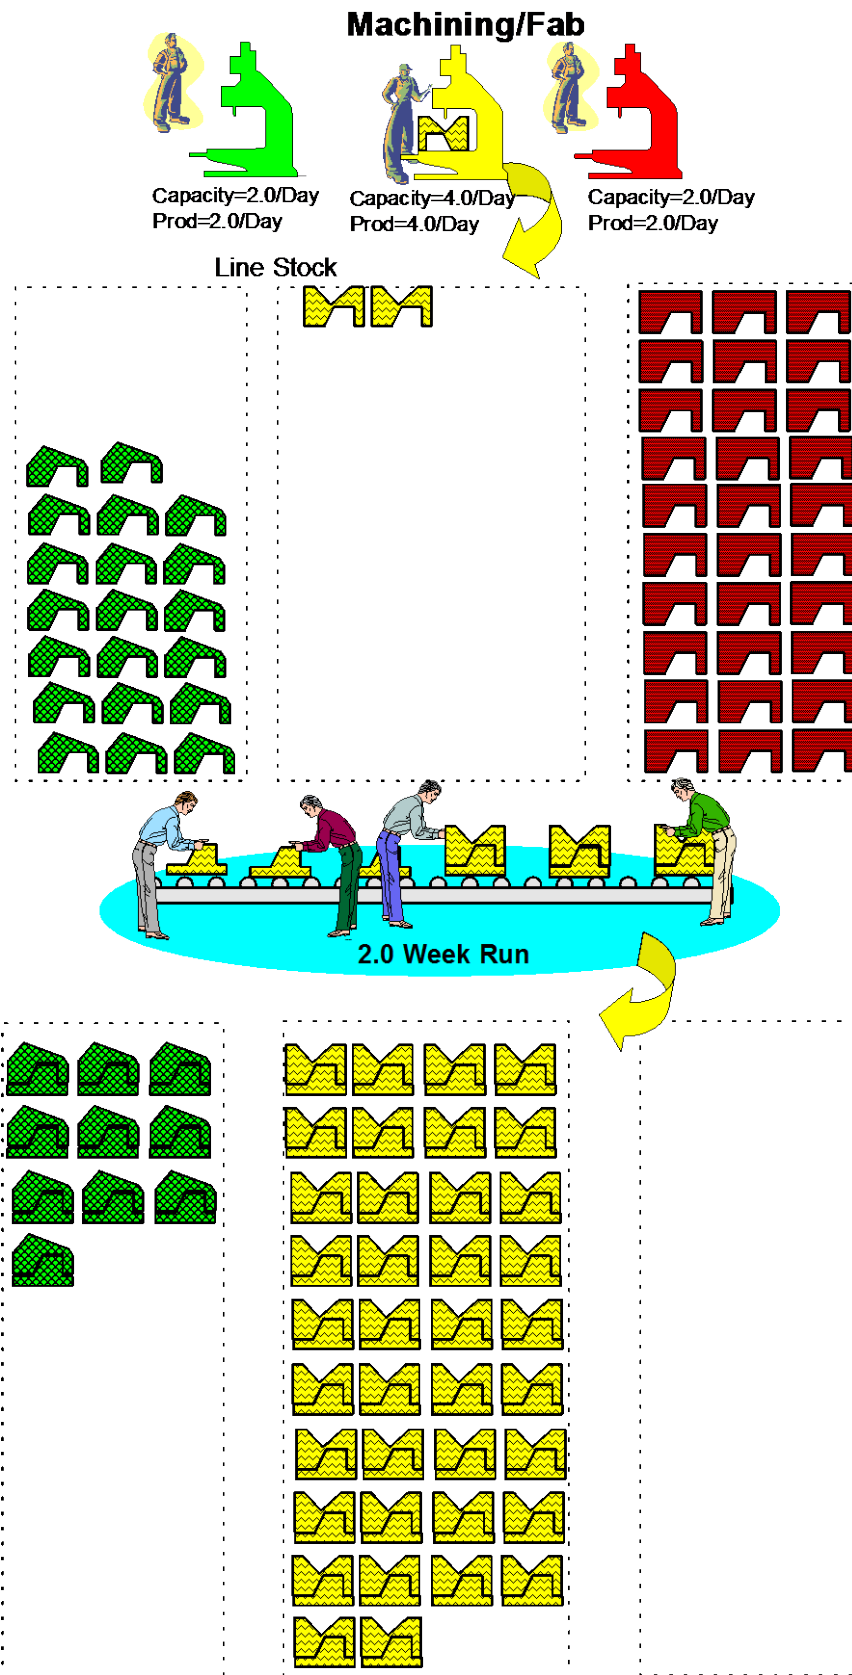 Machining/Fab
Capacity=2.0/Day
Prod=2.0/Day
Capacity=4.0/Day
Prod=4.0/Day
Capacity=2.0/Day
Prod=2.0/Day
Line Stock
2.0 Week Run